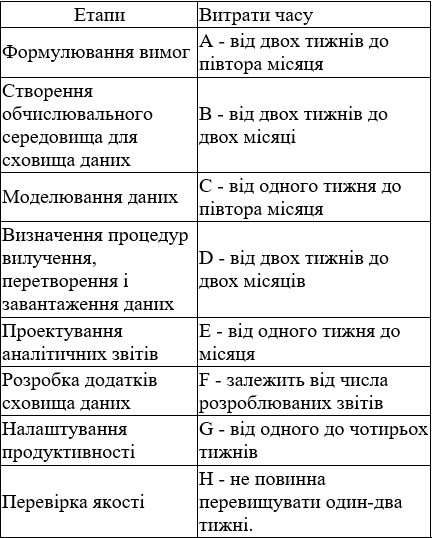 Етапи
Витрати часу
Формулювання вимог
A - від двох тижнів до
півтора місяця
Створення
обчислювального
середовища для
сховища даних
B - від двох тижнів до
двох місяці
Моделювання даних
C - від одного тижня до
півтора місяця
Визначення процедур
вилучення,
перетворення і
завантаження даних
D - від двох тижнів до
двох місяців
Проектування
аналітичних звітів
E - від одного тижня до
місяця
Розробка додатків
сховища даних
F - залежить від числа
розроблюваних звітів
Налаштування
продуктивності
G - від одного до чотирьох
тижнів
Перевірка якості
H - не повинна
перевищувати один-два
тижні.